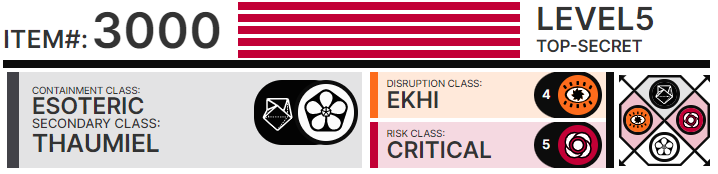 ITEM#: 3000
LEVEL5
TOP-SECRET
CONTAINMENT CLASS:
ESOTERIC
SECONDARY CLASS:
THAUMIEL
DISRUPTION CLASS:
EKHI
4
RISK CLASS:
CRITICAL
5